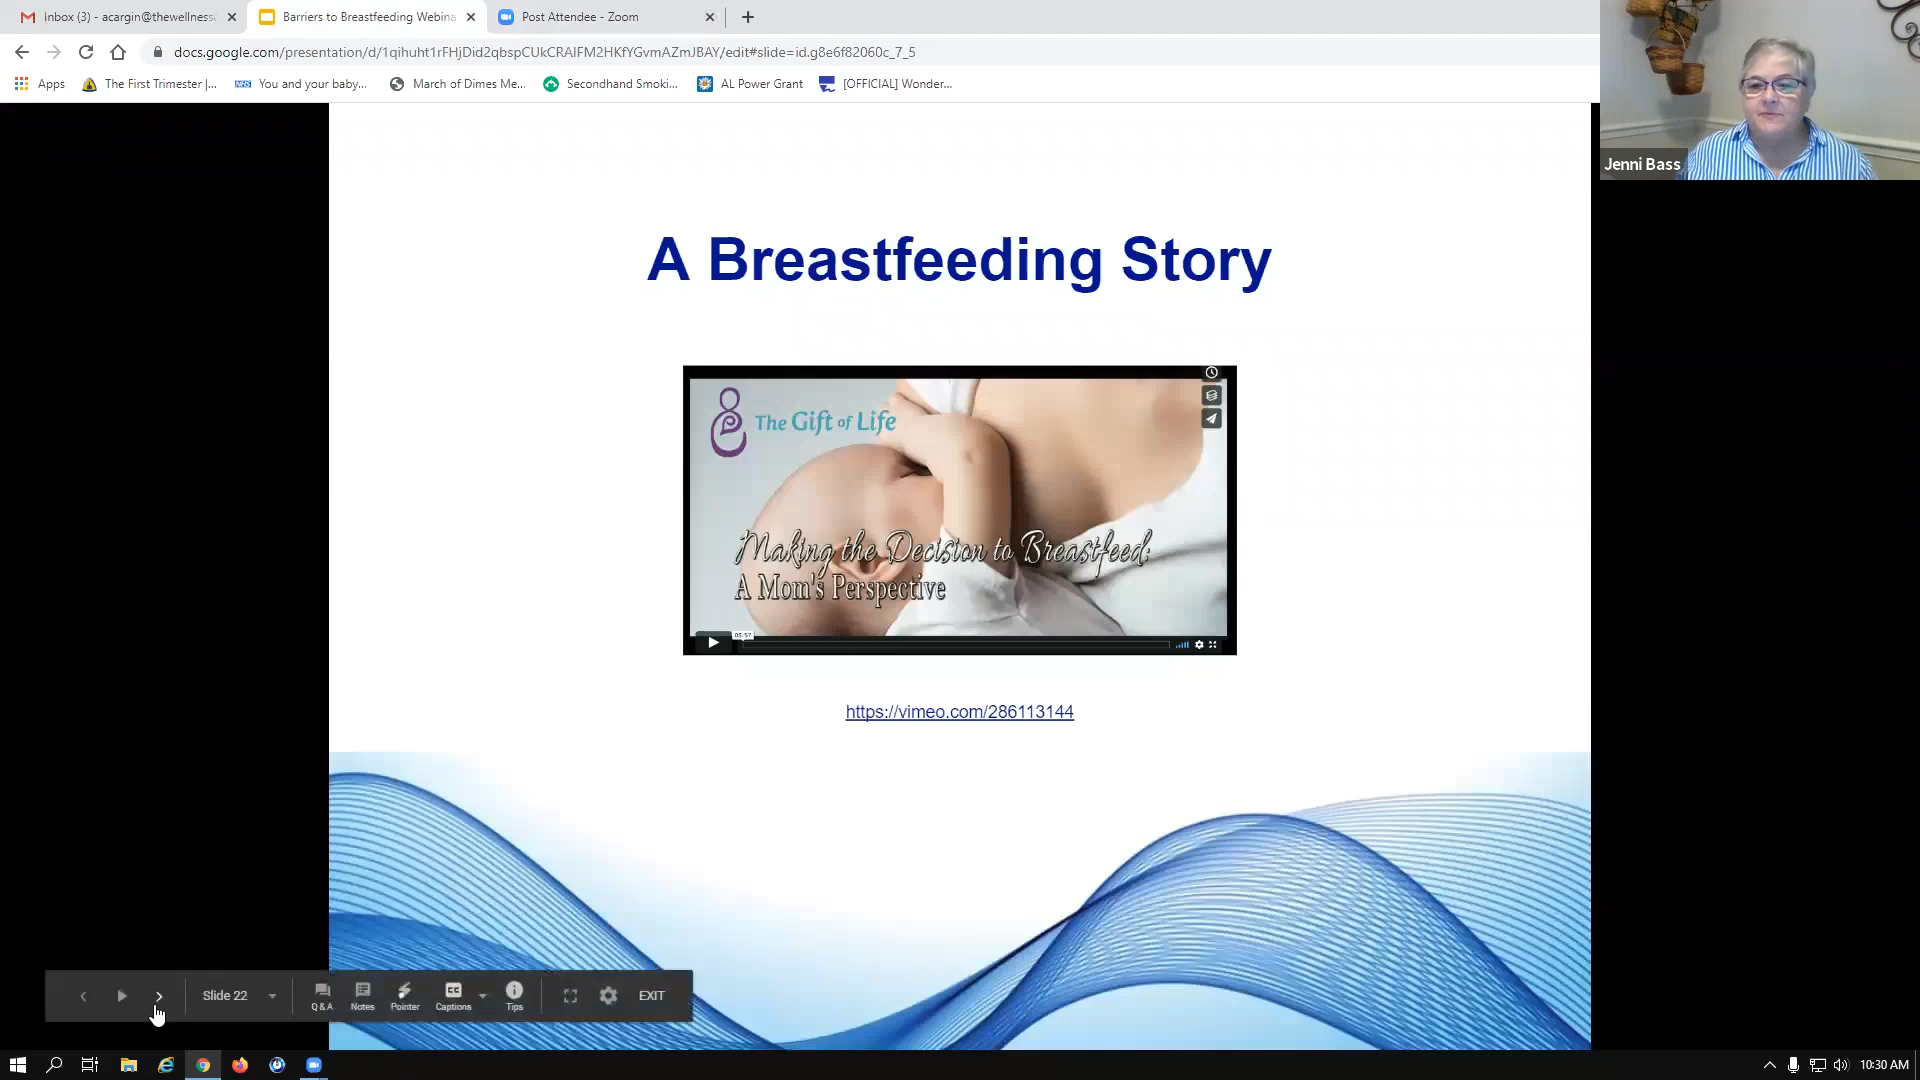 Inbox (3) - acargin@thewellnessc
Barriers to Breastfeeding Webina
Post Attendee - Zoom
docs.google.com/presentation/d/1qihuht1rFHjDid2qbspCUkCRAIFM2HKfYGvmAZmJBAY/edit#slide=id.g8e6f82060c_7_5
Apps
The First Trimester |...
You and your baby...
March of Dimes Me...
Secondhand Smoki...
AL Power Grant
[OFFICIAL] Wonder...
Jenni Bass
A Breastfeeding Story
The Gift of Life
Making the Decision to Breastfeed:
A Mom's Perspective
05:57
https://vimeo.com/286113144
Slide 22
Q & A
Notes
Pointer
Captions
Tips
EXIT
10:30 AM